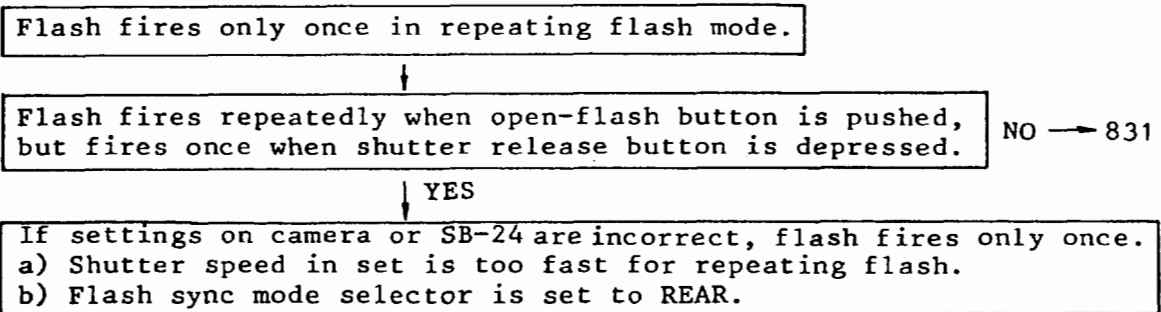 Flash fires only once in repeating flash mode.
Flash fires repeatedly when open-flash button is pushed,
but fires once when shutter release button is depressed.
NO → 831
YES
If settings on camera or SB-24 are incorrect, flash fires only once.
a) Shutter speed in set is too fast for repeating flash.
b) Flash sync mode selector is set to REAR.